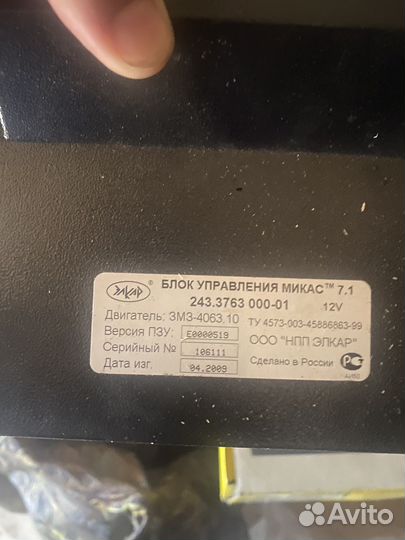 ЭЛКАР ®
БЛОК УПРАВЛЕНИЯ МИКАС™ 7.1
243.3763 000-01 12V
Двигатель: ЗМЗ-4063.10 ТУ 4573-003-45886863-99
Версия ПЗУ: E0000519 ООО "НПП ЭЛКАР"
Серийный № 106111 Сделано в России
Дата изг. 04.2009
Avito